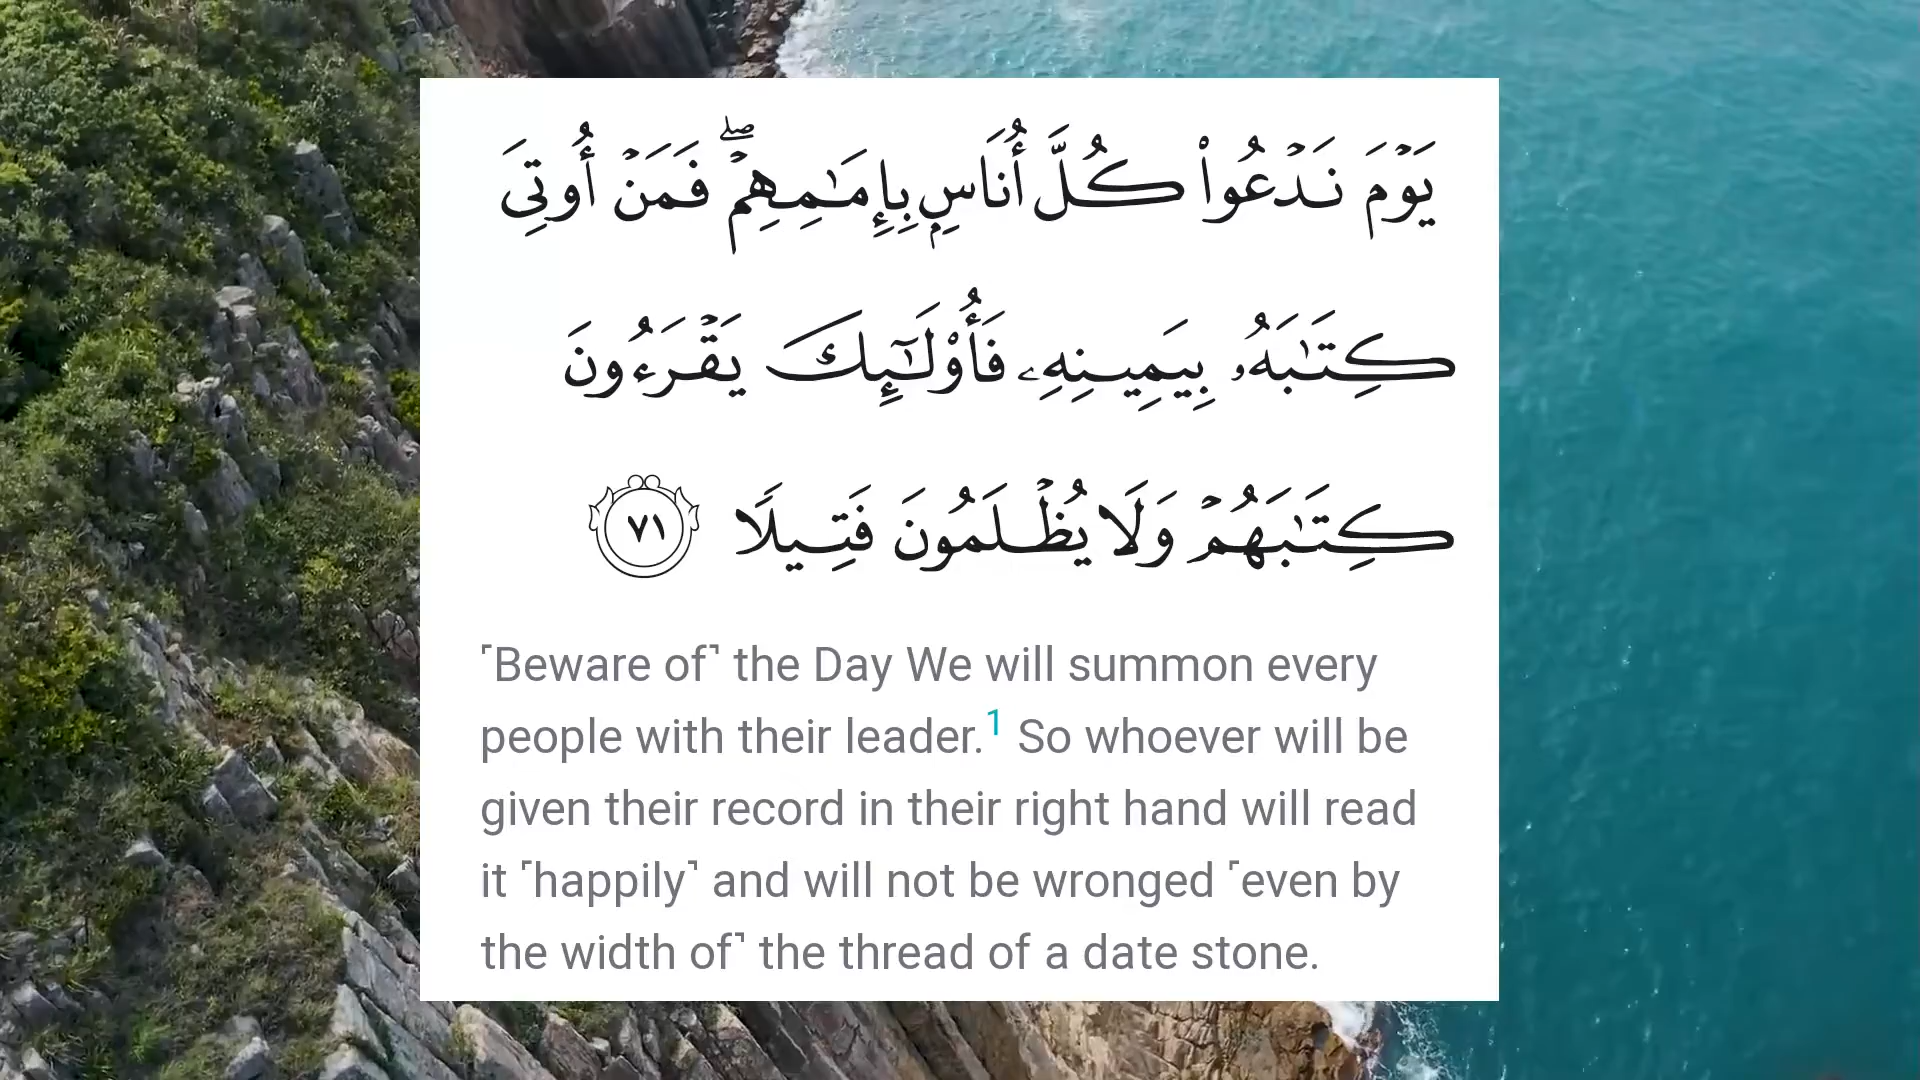 يَوْمَ نَدْعُوا۟ كُلَّ أُنَاسٍۭ بِإِمَـٰمِهِمْ ۖ فَمَنْ أُوتِىَ
كِتَـٰبَهُۥ بِيَمِينِهِۦ فَأُو۟لَـٰٓئِكَ يَقْرَءُونَ
كِتَـٰبَهُمْ وَلَا يُظْلَمُونَ فَتِيلًا ٧١
˹Beware of˺ the Day We will summon every
people with their leader.¹ So whoever will be
given their record in their right hand will read
it ˹happily˺ and will not be wronged ˹even by
the width of˺ the thread of a date stone.